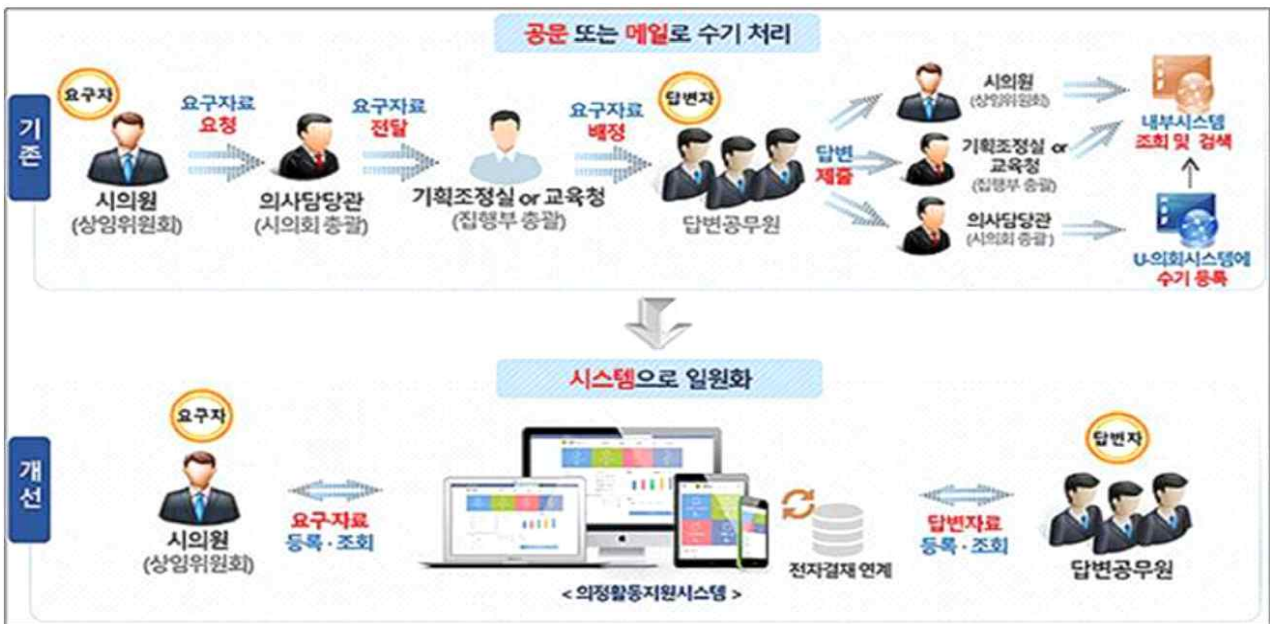 공문 또는 메일로 수기 처리
기존
요구자
시의원
(상임위원회)
요구자료
요청
의사담당관
(시의회 총괄)
요구자료
전달
기획조정실 or 교육청
(집행부 총괄)
요구자료
배정
답변자
답변공무원
답변
제출
시의원
(상임위원회)
기획조정실 or
교육청
(집행부 총괄)
의사담당관
(시의회 총괄)
내부시스템
조회 및 검색
U-의회시스템에
수기 등록
시스템으로 일원화
개선
요구자
시의원
(상임위원회)
요구자료
등록·조회
< 의정활동지원시스템 >
전자결재 연계
답변자료
등록·조회
답변자
답변공무원